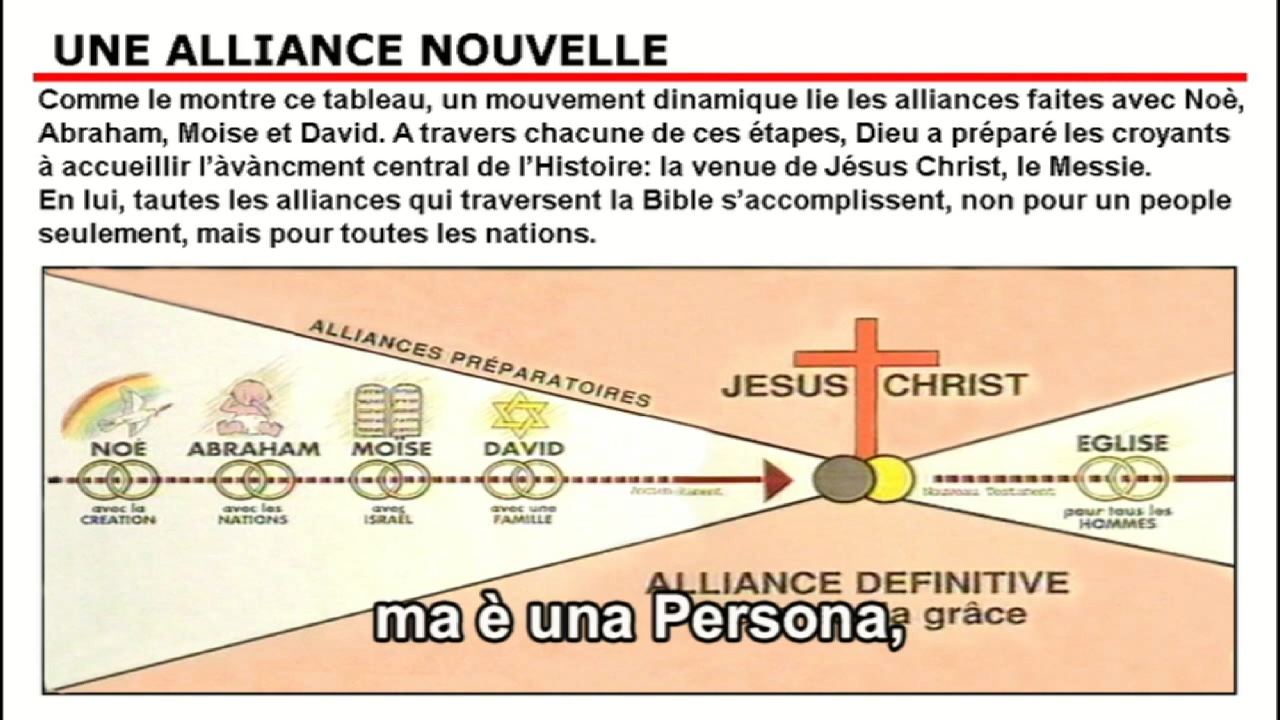 UNE ALLIANCE NOUVELLE
Comme le montre ce tableau, un mouvement dinamique lie les alliances faites avec Noè,
Abraham, Moise et David. A travers chacune de ces étapes, Dieu a préparé les croyants
à accueillir l'àvàncment central de l'Histoire: la venue de Jésus Christ, le Messie.
En lui, tautes les alliances qui traversent la Bible s'accomplissent, non pour un people
seulement, mais pour toutes les nations.
ALLIANCES PRÉPARATOIRES
JESUS CHRIST
NOÉ ABRAHAM MOÏSE DAVID
EGLISE
Nouveau Testament
avec la avec les avec avec une
CREATION NATIONS ISRAËL FAMILLE
pour tous les
HOMMES
ALLIANCE DEFINITIVE
a grâce
ma è una Persona,